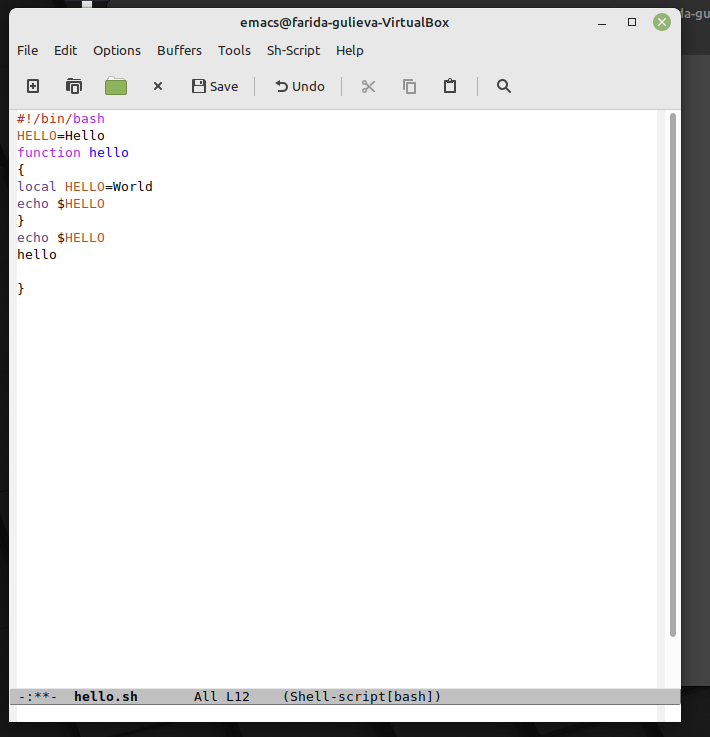 da-gu
emacs@farida-gulieva-VirtualBox
File Edit Options Buffers Tools Sh-Script Help
Save Undo
#!/bin/bash
HELLO=Hello
function hello
{
local HELLO=World
echo $HELLO
}
echo $HELLO
hello
}
-:**- hello.sh All L12 (Shell-script[bash])